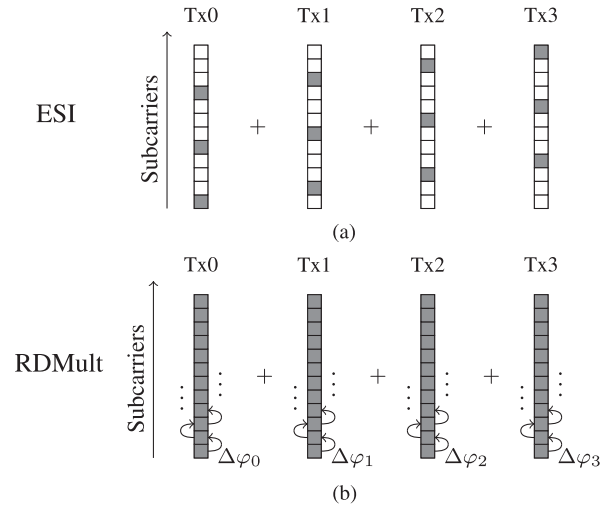 Tx0 Tx1 Tx2 Tx3
Subcarriers
ESI
+ + +
(a)
Tx0 Tx1 Tx2 Tx3
Subcarriers
RDMult
+ + +
Δφ₀ Δφ₁ Δφ₂ Δφ₃
(b)